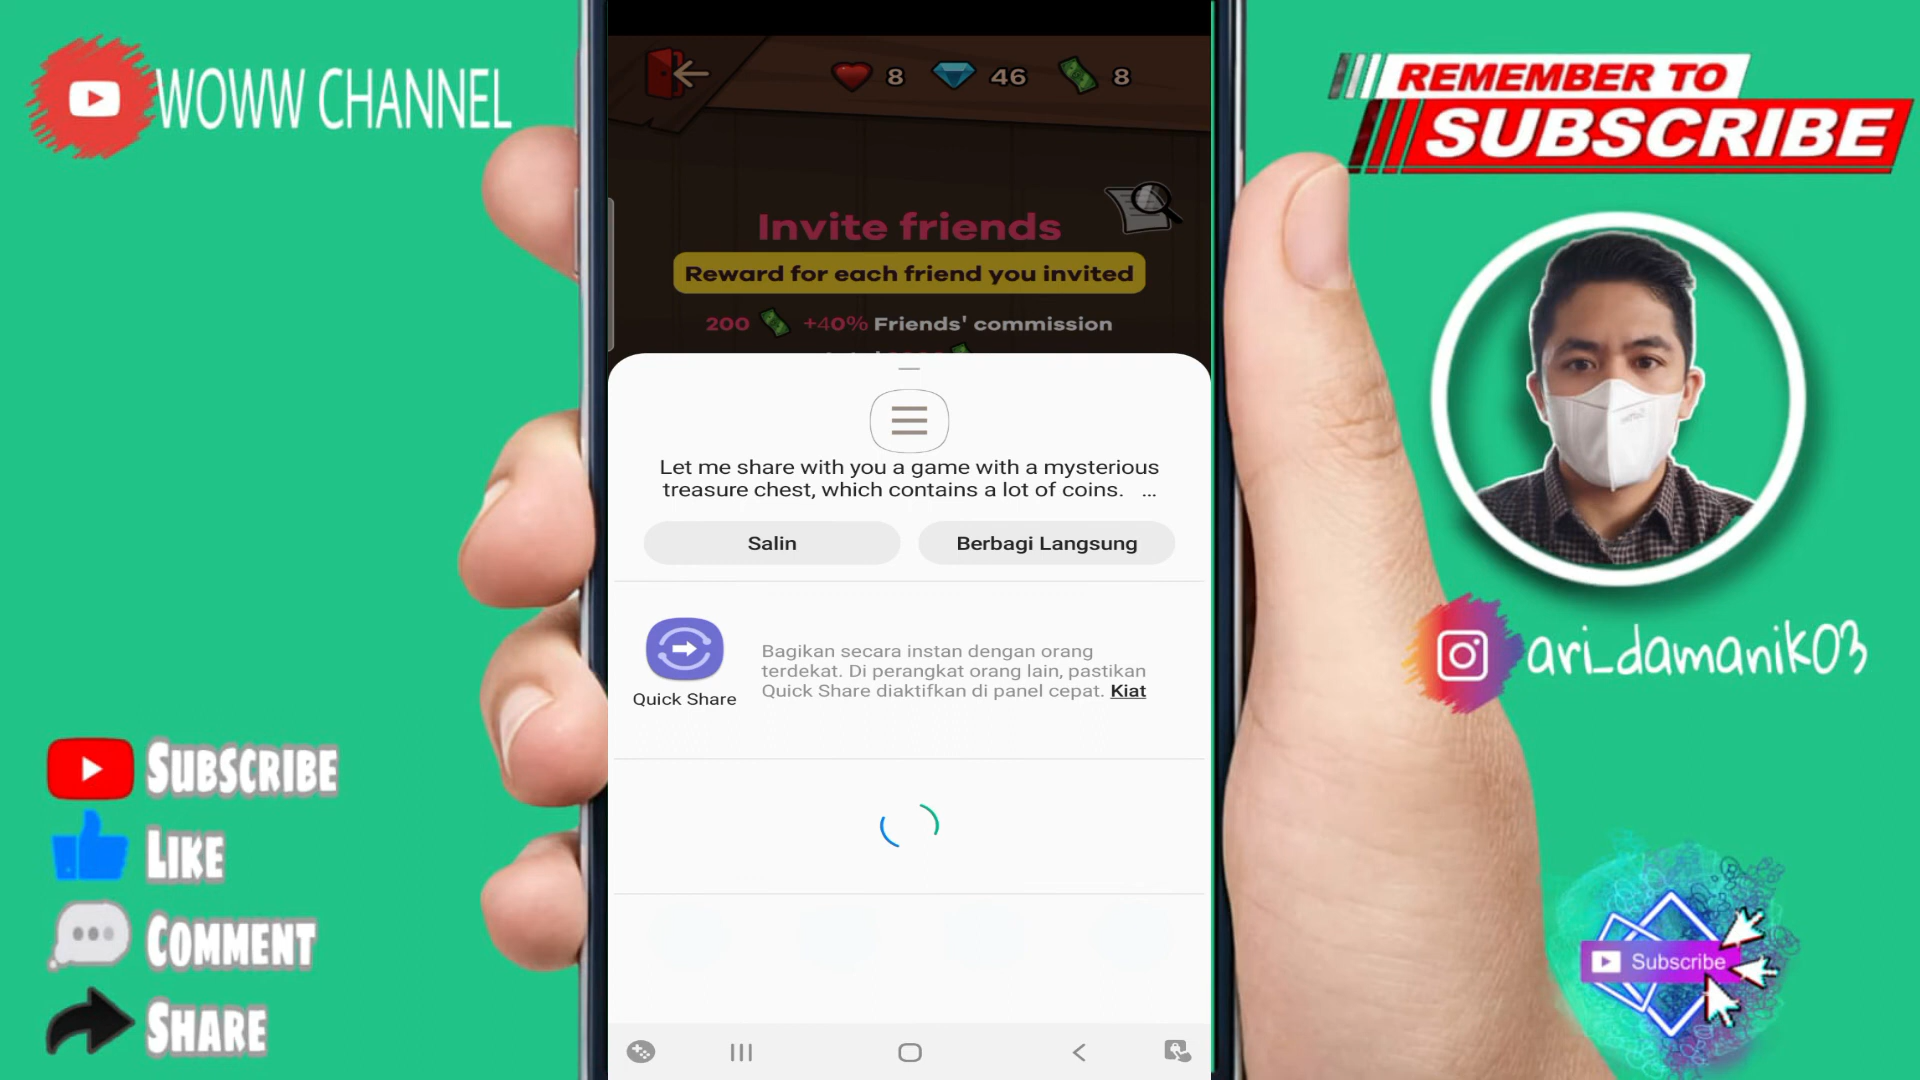 WOWW CHANNEL
REMEMBER TO
SUBSCRIBE
8
46
8
Invite friends
Reward for each friend you invited
200 +40% Friends' commission
Let me share with you a game with a mysterious
treasure chest, which contains a lot of coins. ...
Salin
Berbagi Langsung
Quick Share
Bagikan secara instan dengan orang
terdekat. Di perangkat orang lain, pastikan
Quick Share diaktifkan di panel cepat. Kiat
ari_damanik03
SUBSCRIBE
LIKE
COMMENT
SHARE
Subscribe